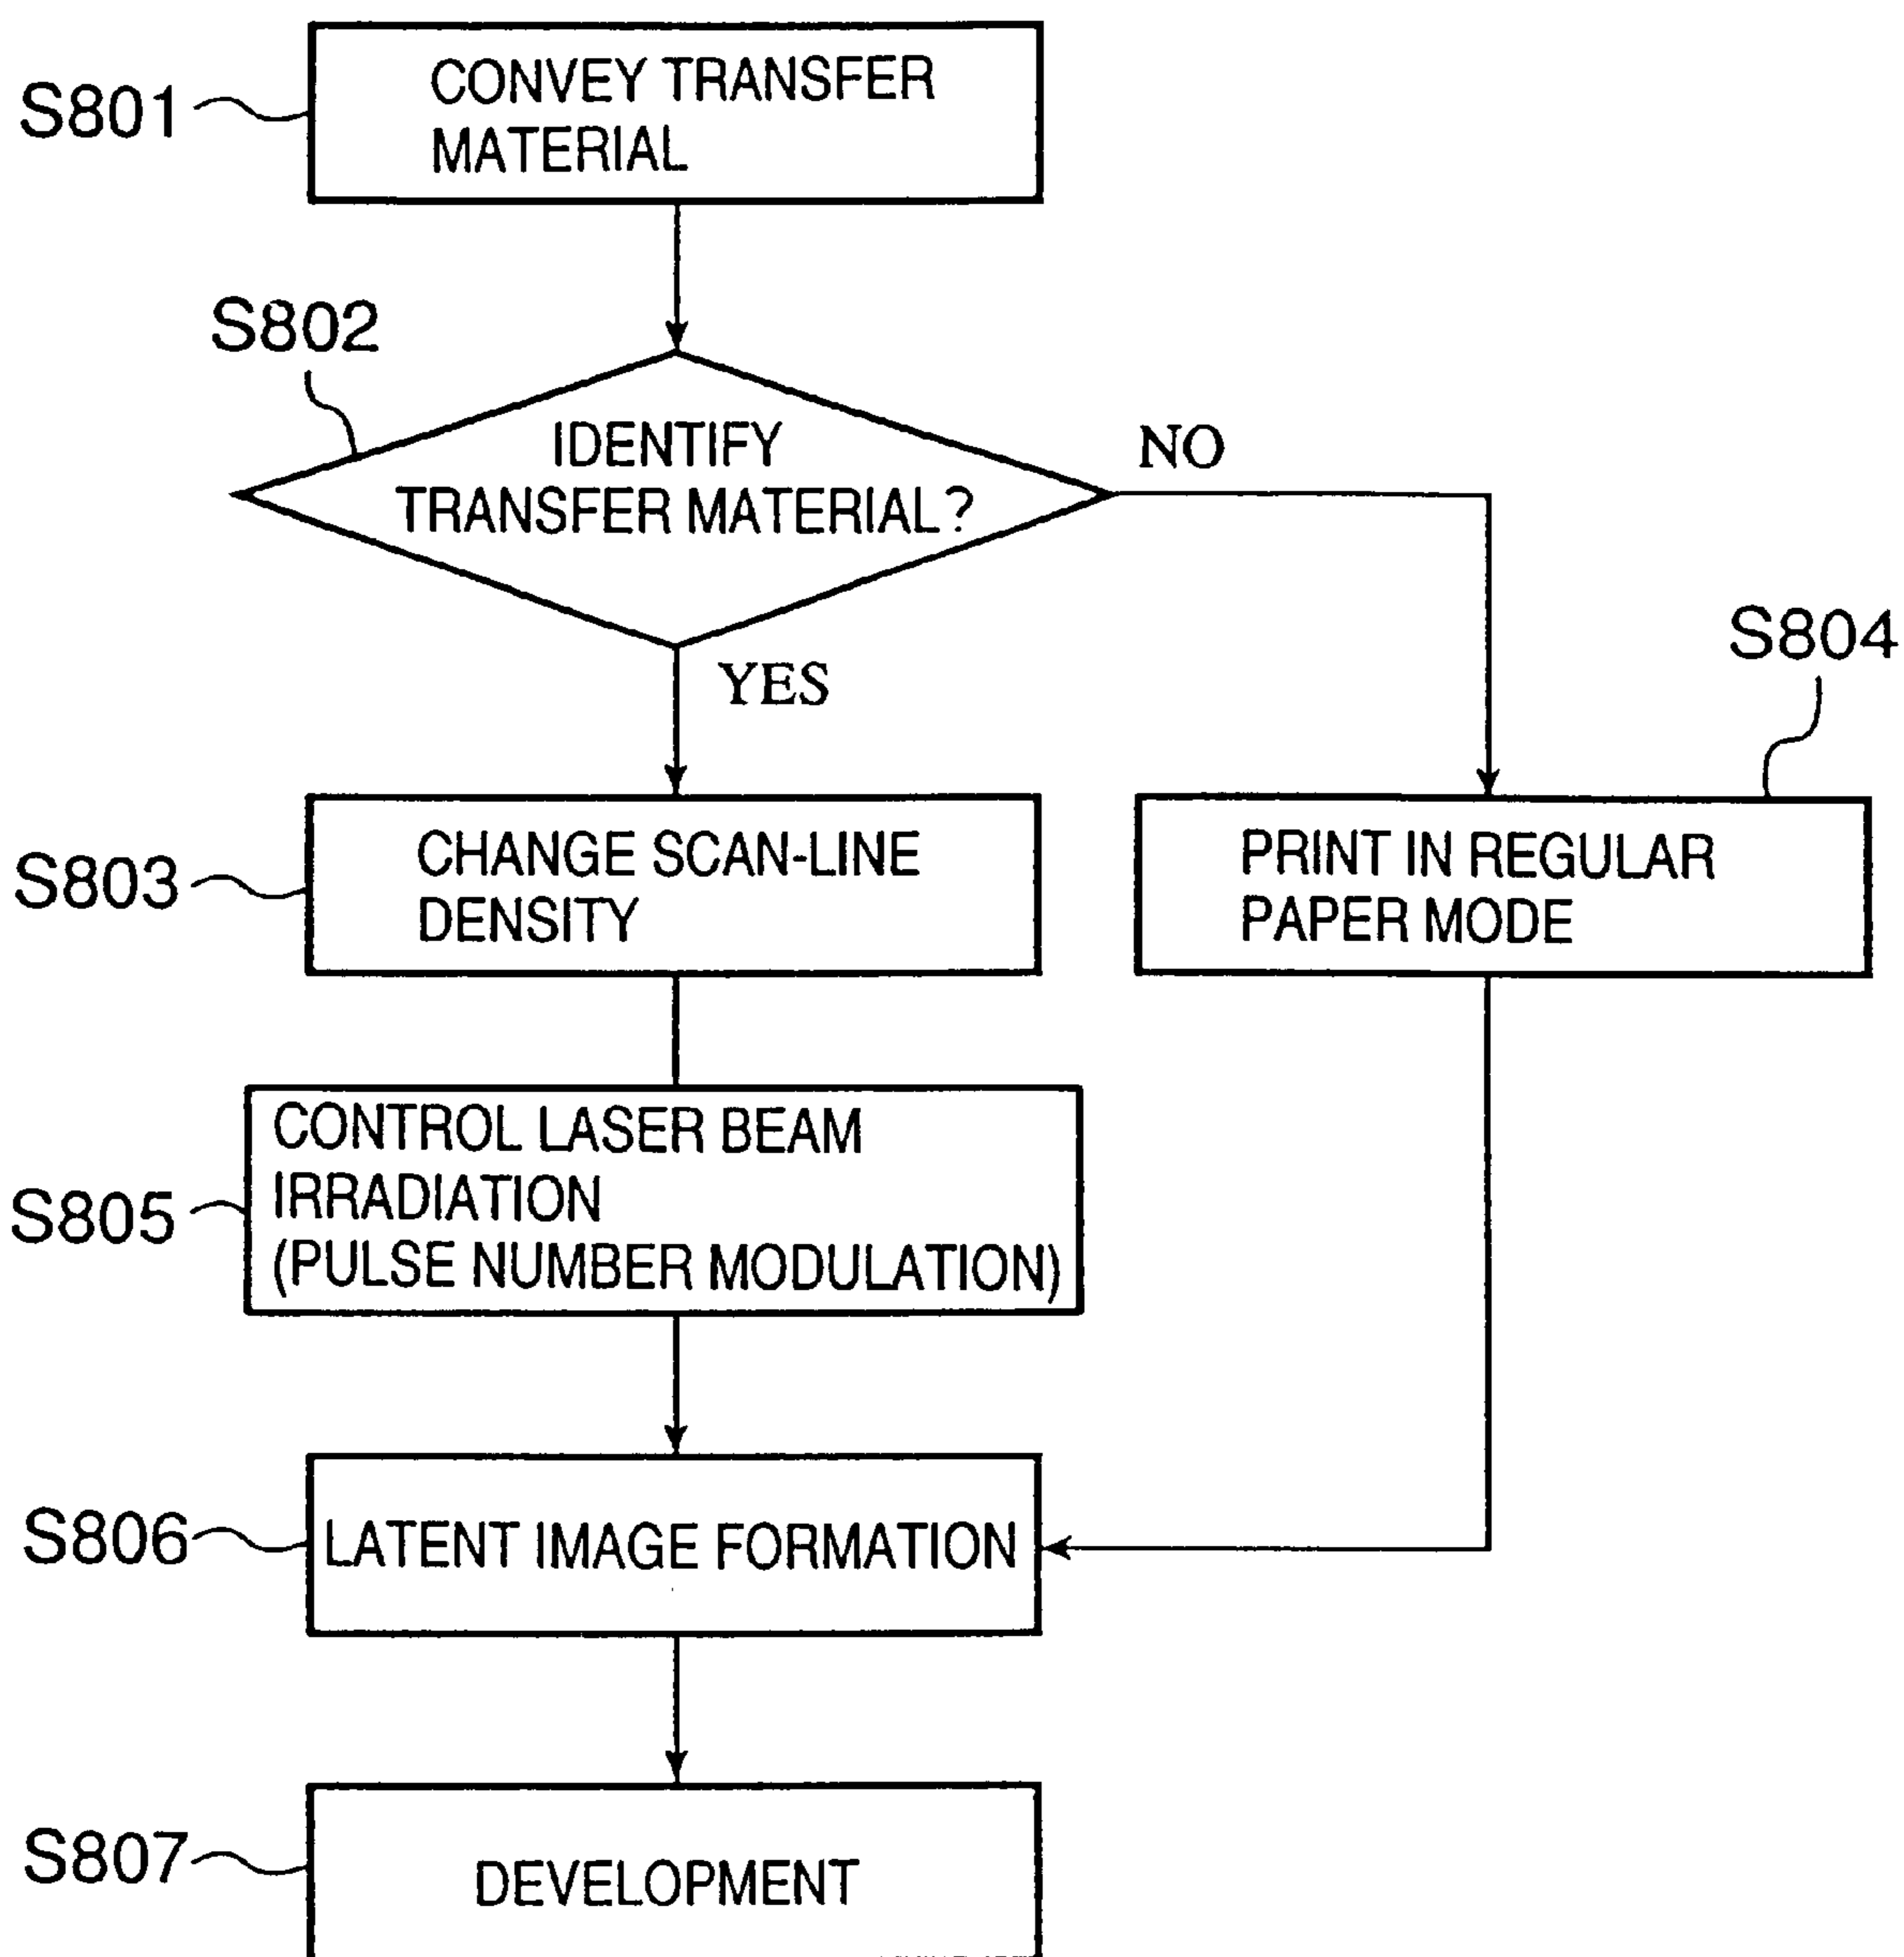 S801
CONVEY TRANSFER
MATERIAL
S802
IDENTIFY
TRANSFER MATERIAL?
NO
YES
S804
S803
CHANGE SCAN-LINE
DENSITY
PRINT IN REGULAR
PAPER MODE
S805
CONTROL LASER BEAM
IRRADIATION
(PULSE NUMBER MODULATION)
S806
LATENT IMAGE FORMATION
S807
DEVELOPMENT